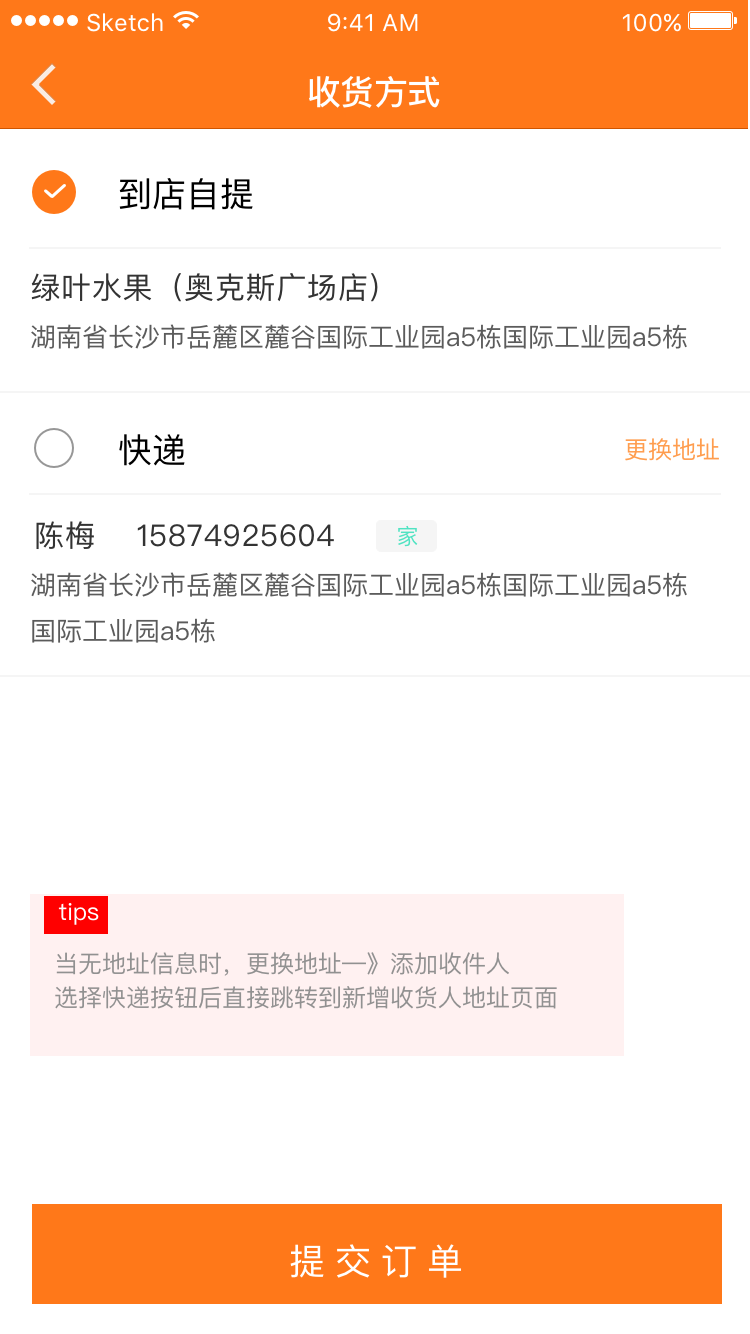 Sketch 9:41 AM 100%
收货方式
到店自提
绿叶水果（奥克斯广场店）
湖南省长沙市岳麓区麓谷国际工业园a5栋国际工业园a5栋
快递 更换地址
陈梅 15874925604 家
湖南省长沙市岳麓区麓谷国际工业园a5栋国际工业园a5栋
国际工业园a5栋
tips
当无地址信息时，更换地址—》添加收件人
选择快递按钮后直接跳转到新增收货人地址页面
提交订单